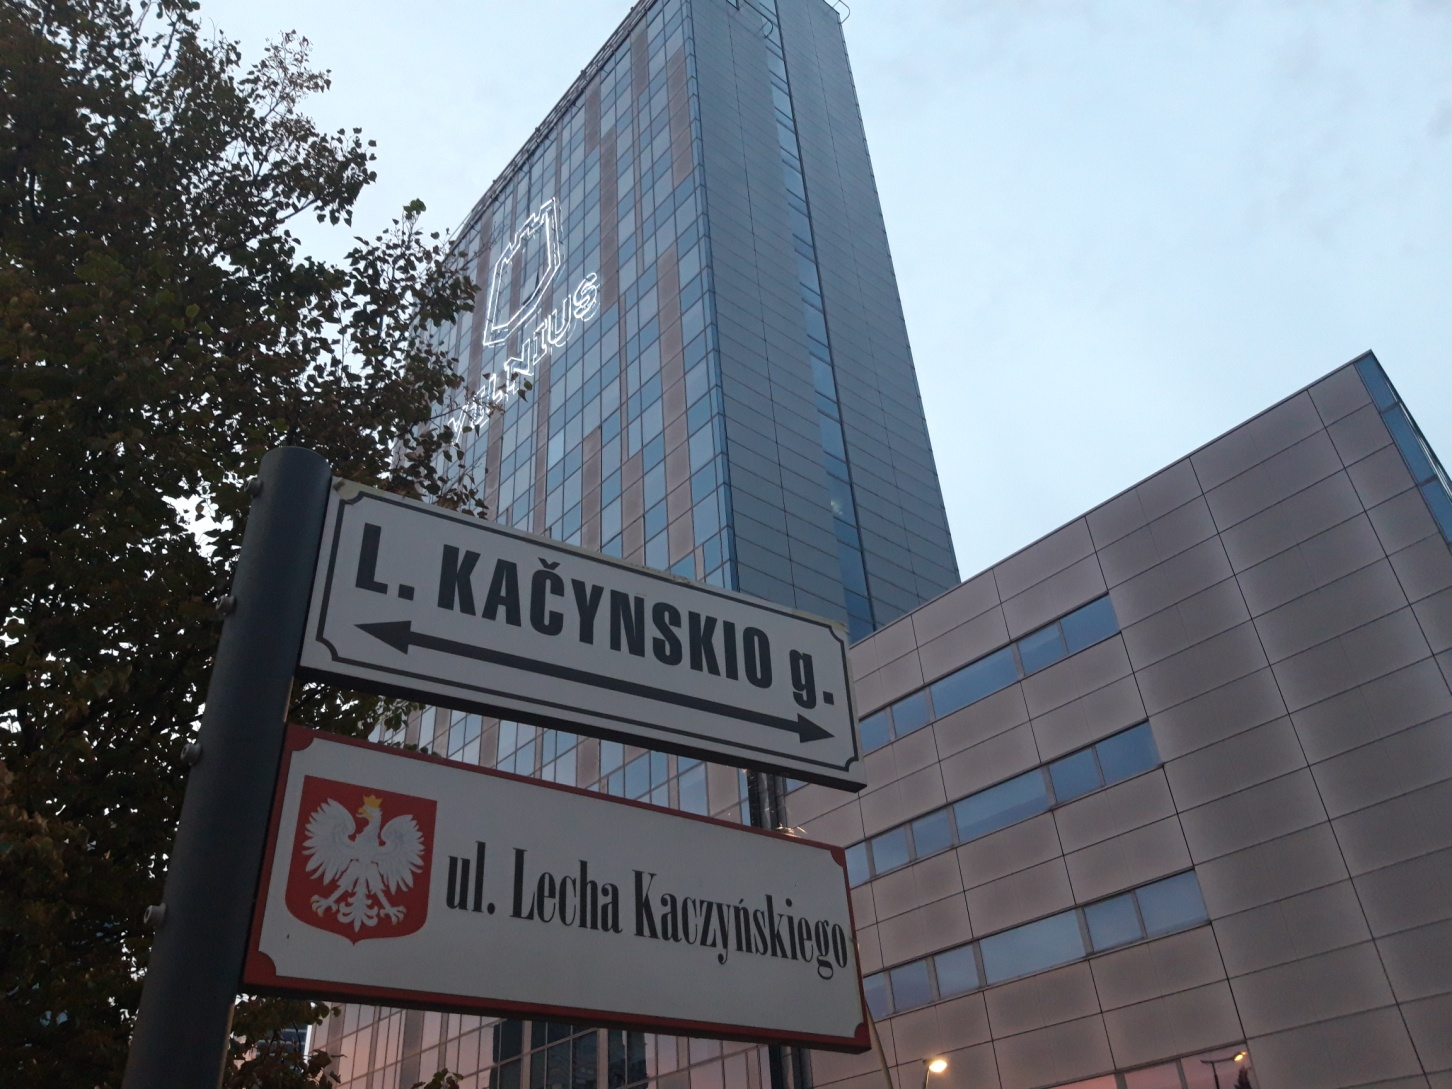 VILNIUS
L. KAČYNSKIO g.
ul. Lecha Kaczyńskiego